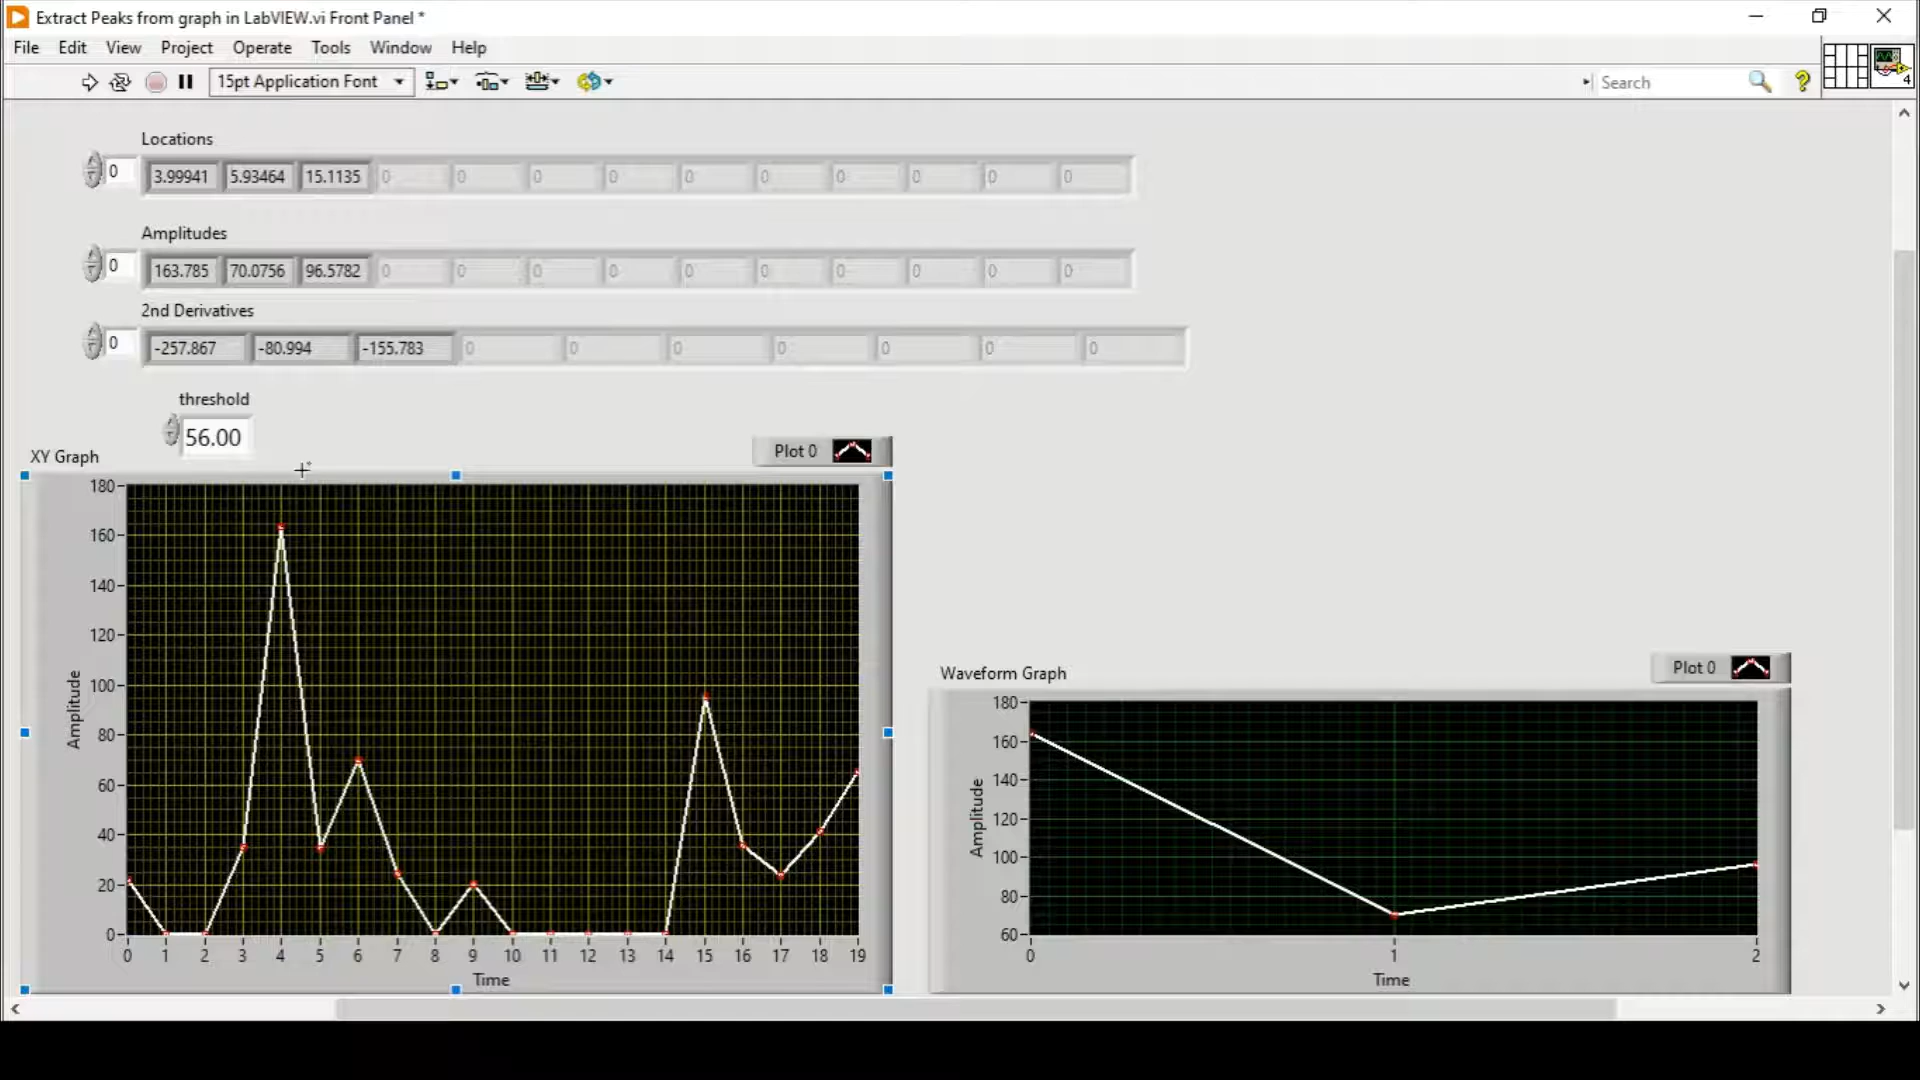 Extract Peaks from graph in LabVIEW.vi Front Panel *
File Edit View Project Operate Tools Window Help
15pt Application Font
Search
?
4
Locations
0 3.99941 5.93464 15.1135 0 0 0 0 0 0 0 0 0 0
Amplitudes
0 163.785 70.0756 96.5782 0 0 0 0 0 0 0 0 0 0
2nd Derivatives
0 -257.867 -80.994 -155.783 0 0 0 0 0 0 0
threshold
56.00
XY Graph
Plot 0
180
160
140
120
100
80
60
40
20
0
Amplitude
0 1 2 3 4 5 6 7 8 9 10 11 12 13 14 15 16 17 18 19
Time
Waveform Graph
Plot 0
180
160
140
120
100
80
60
Amplitude
0 1 2
Time